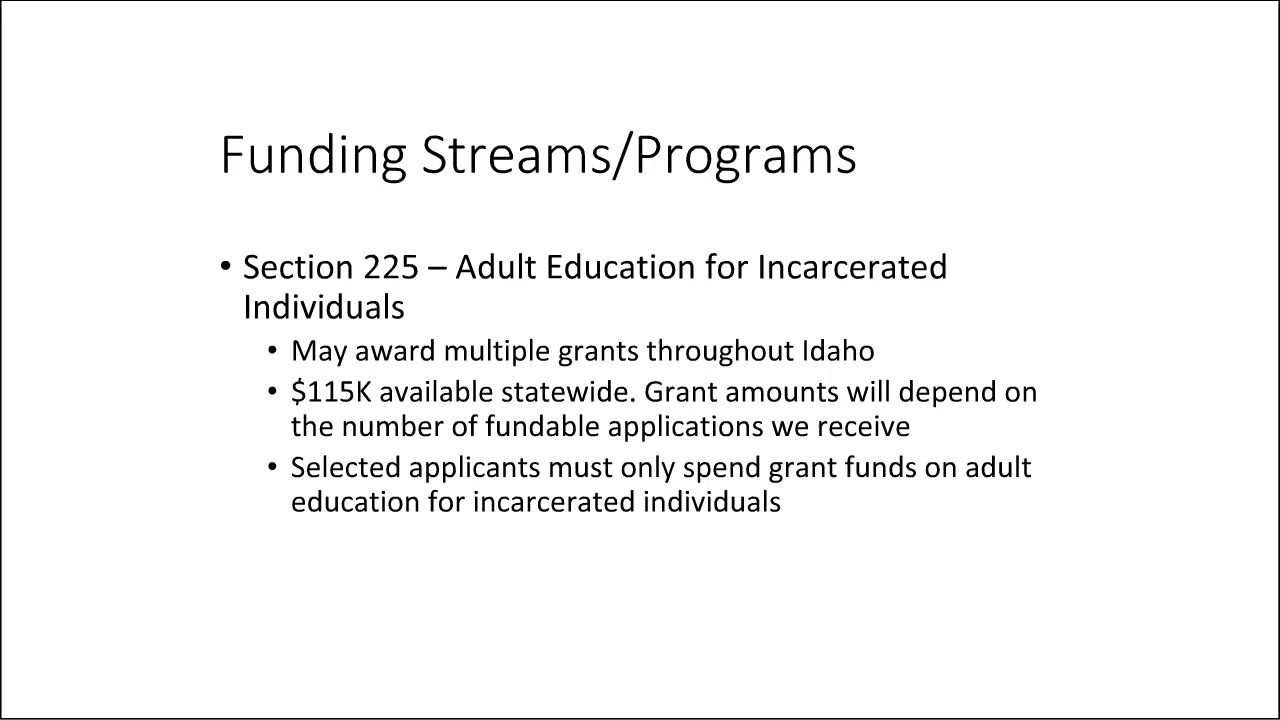 Funding Streams/Programs
• Section 225 – Adult Education for Incarcerated
Individuals
• May award multiple grants throughout Idaho
• $115K available statewide. Grant amounts will depend on
the number of fundable applications we receive
• Selected applicants must only spend grant funds on adult
education for incarcerated individuals